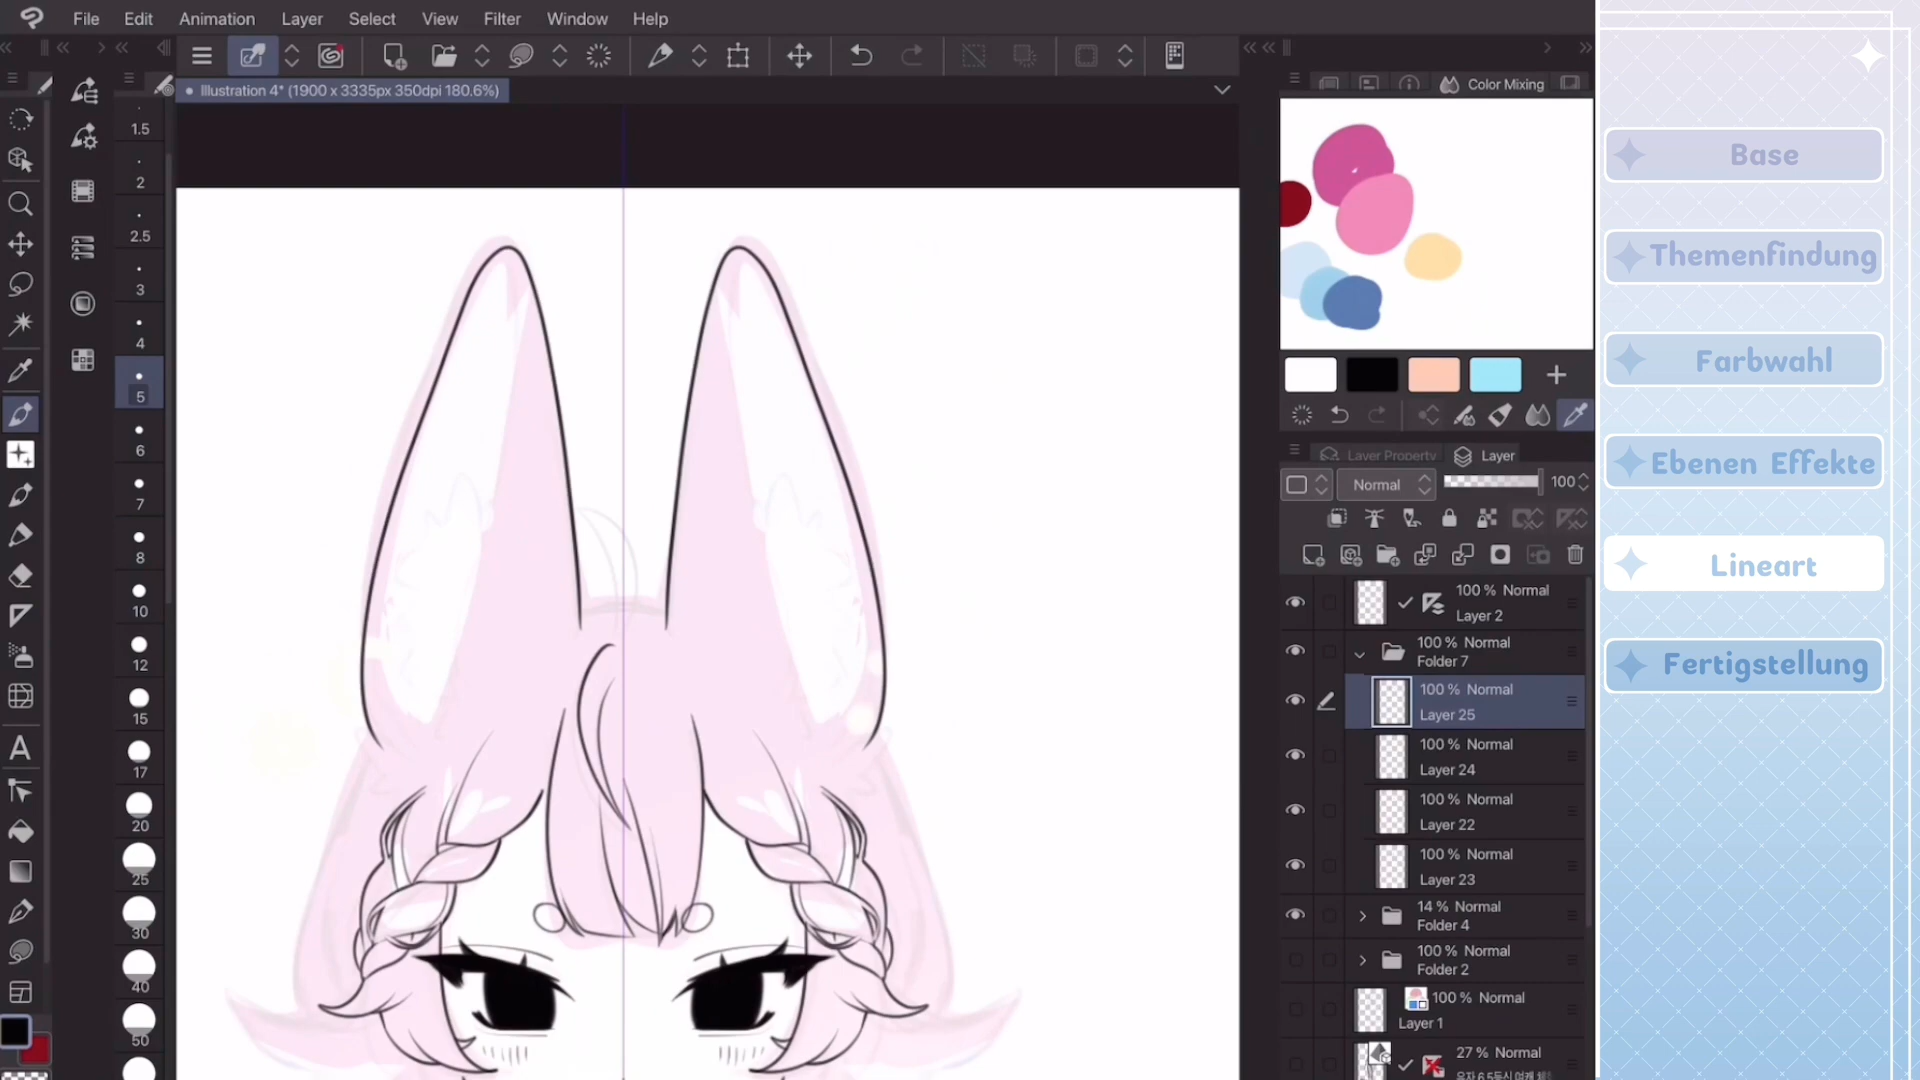 File Edit Animation Layer Select View Filter Window Help
Illustration 4* (1900 x 3335px 350dpi 180.6%)
1.5
2
2.5
3
4
5
6
7
8
10
12
15
17
20
25
30
40
50
Color Mixing
Layer Property Layer
Normal 100
100 % Normal
Layer 2
100 % Normal
Folder 7
100 % Normal
Layer 25
100 % Normal
Layer 24
100 % Normal
Layer 22
100 % Normal
Layer 23
14 % Normal
Folder 4
100 % Normal
Folder 2
100 % Normal
Layer 1
27 % Normal
A
Base
Themenfindung
Farbwahl
Ebenen Effekte
Lineart
Fertigstellung